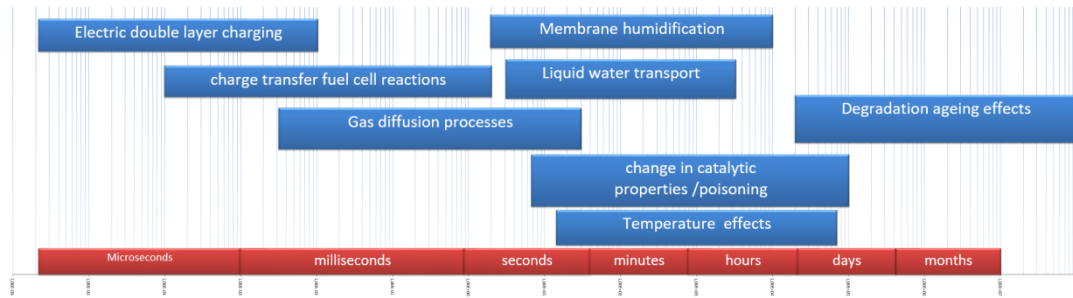 Electric double layer charging
Membrane humidification
charge transfer fuel cell reactions
Liquid water transport
Gas diffusion processes
Degradation ageing effects
change in catalytic
properties /poisoning
Temperature effects
Microseconds
milliseconds
seconds
minutes
hours
days
months